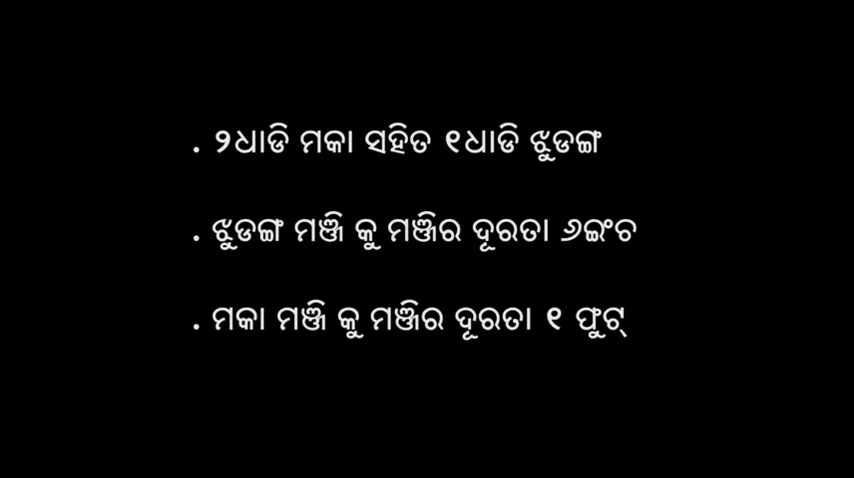 . ୨ଧାଡି ମକା ସହିତ ୧ଧାଡି ଝୁଡଙ୍ଗ
. ଝୁଡଙ୍ଗ ମଞ୍ଜି କୁ ମଞ୍ଜିର ଦୂରତା ୬ଇଂଚ
. ମକା ମଞ୍ଜି କୁ ମଞ୍ଜିର ଦୂରତା ୧ ଫୁଟ୍